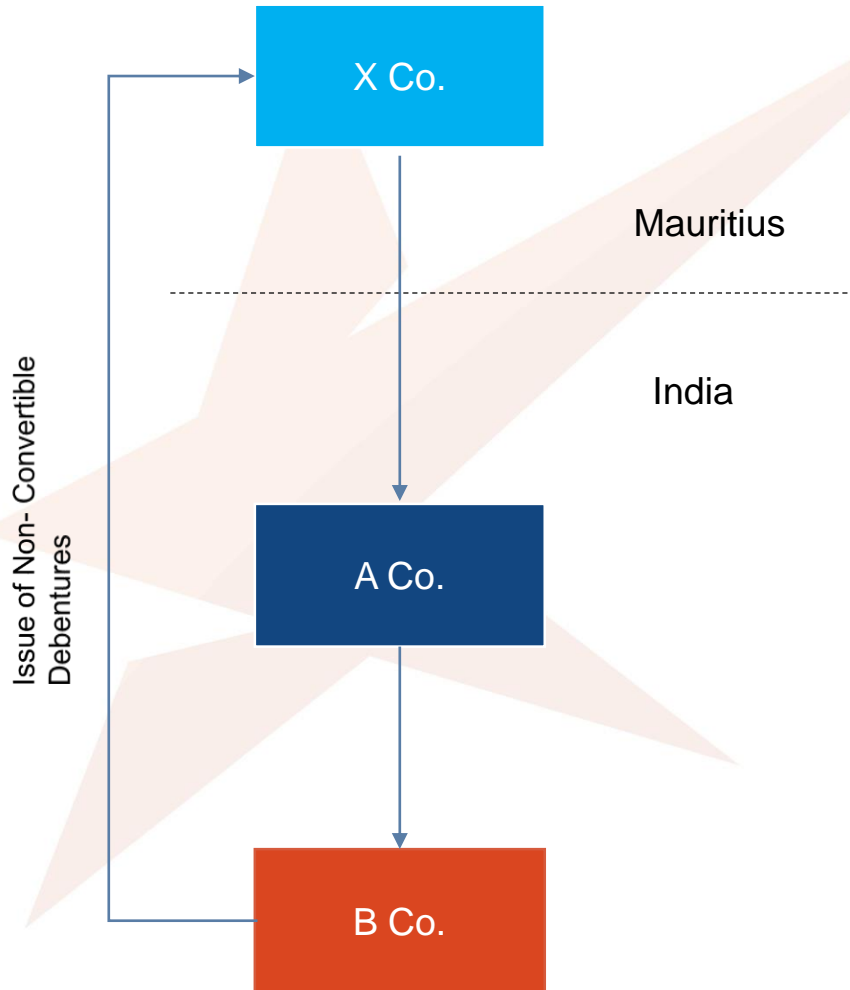 X Co.
Mauritius
India
Issue of Non- Convertible
Debentures
A Co.
B Co.